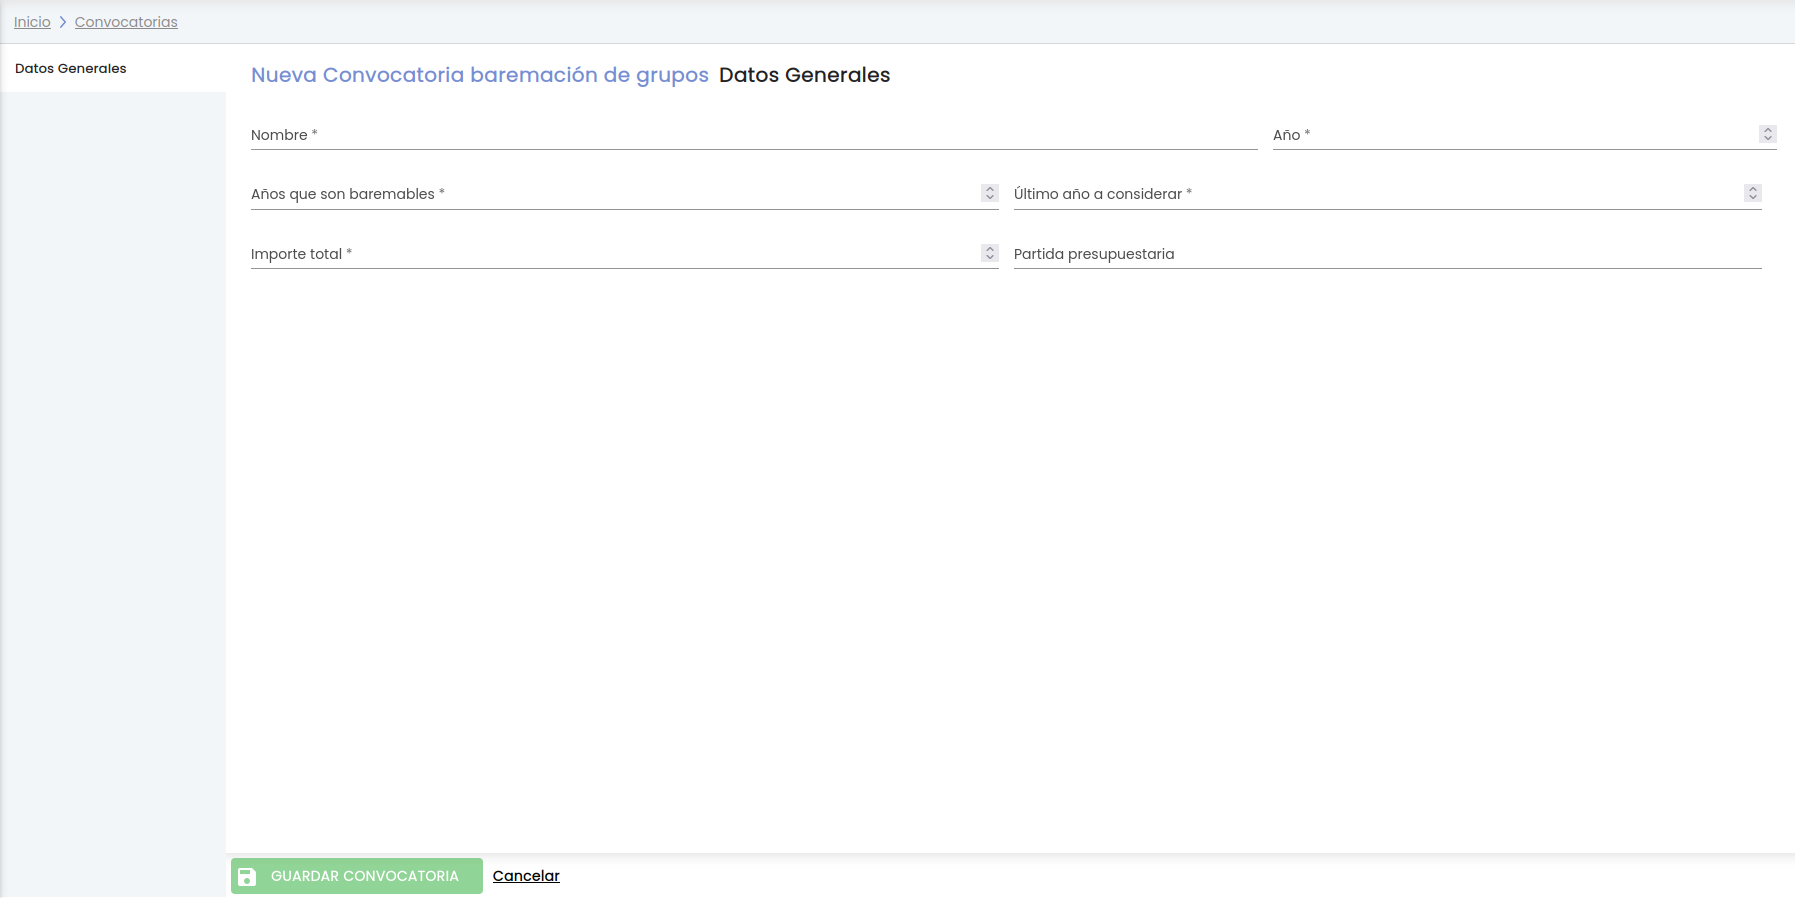 Inicio > Convocatorias
Datos Generales
Nueva Convocatoria baremación de grupos Datos Generales
Nombre *
Año *
Años que son baremables *
Último año a considerar *
Importe total *
Partida presupuestaria
GUARDAR CONVOCATORIA
Cancelar